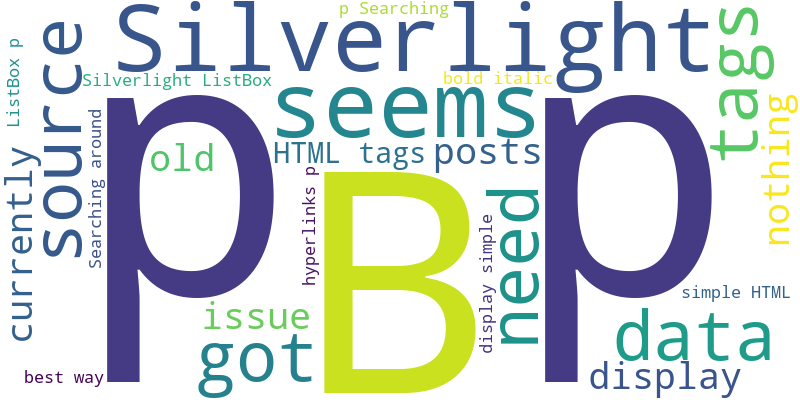 p Searching
Silverlight
tags
source
ListBox p
Silverlight ListBox
bold italic
seems
p
B
p
nothing
Searching around
old
HTML tags
posts
currently
hyperlinks p
need
display simple
simple HTML
issue
data
got
display
best way